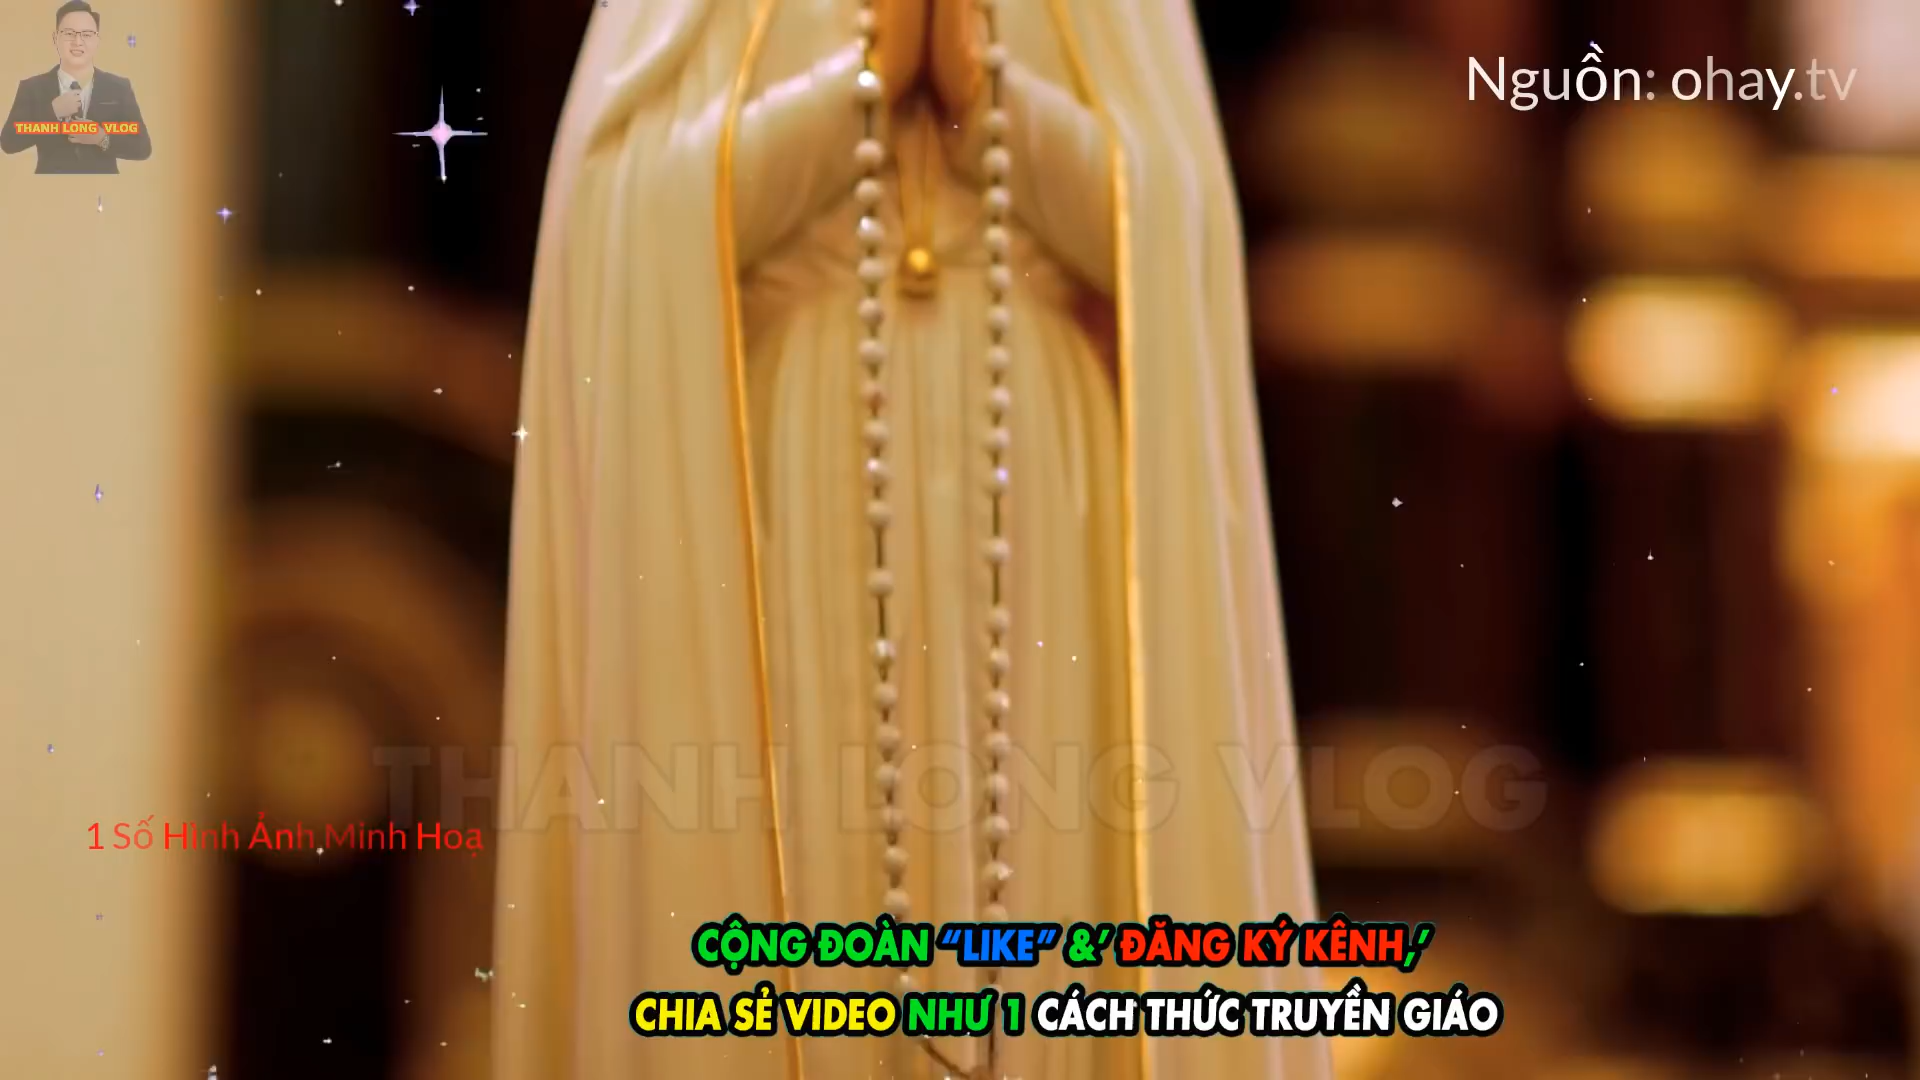 THANH LONG VLOG
Nguồn: ohay.tv
THANH LONG VLOG
1 Số Hình Ảnh Minh Hoạ
CỘNG ĐOÀN “LIKE” &’ ĐĂNG KÝ KÊNH,’
CHIA SẺ VIDEO NHƯ 1 CÁCH THỨC TRUYỀN GIÁO